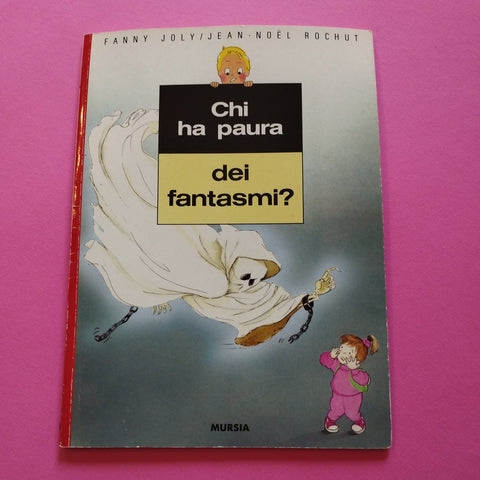 FANNY JOLY/JEAN-NOËL ROCHUT
Chi
ha paura
dei
fantasmi?
MURSIA